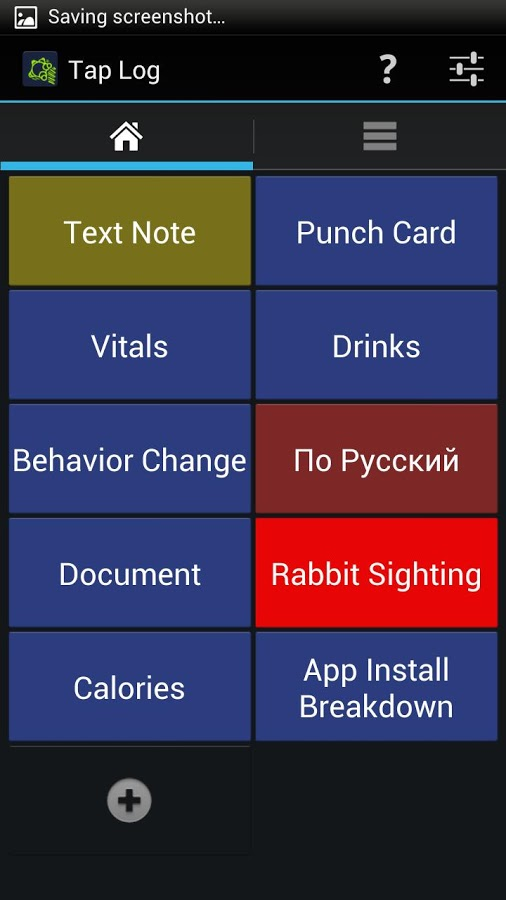 Saving screenshot...
Tap Log
?
Text Note
Punch Card
Vitals
Drinks
Behavior Change
По Русский
Document
Rabbit Sighting
Calories
App Install
Breakdown